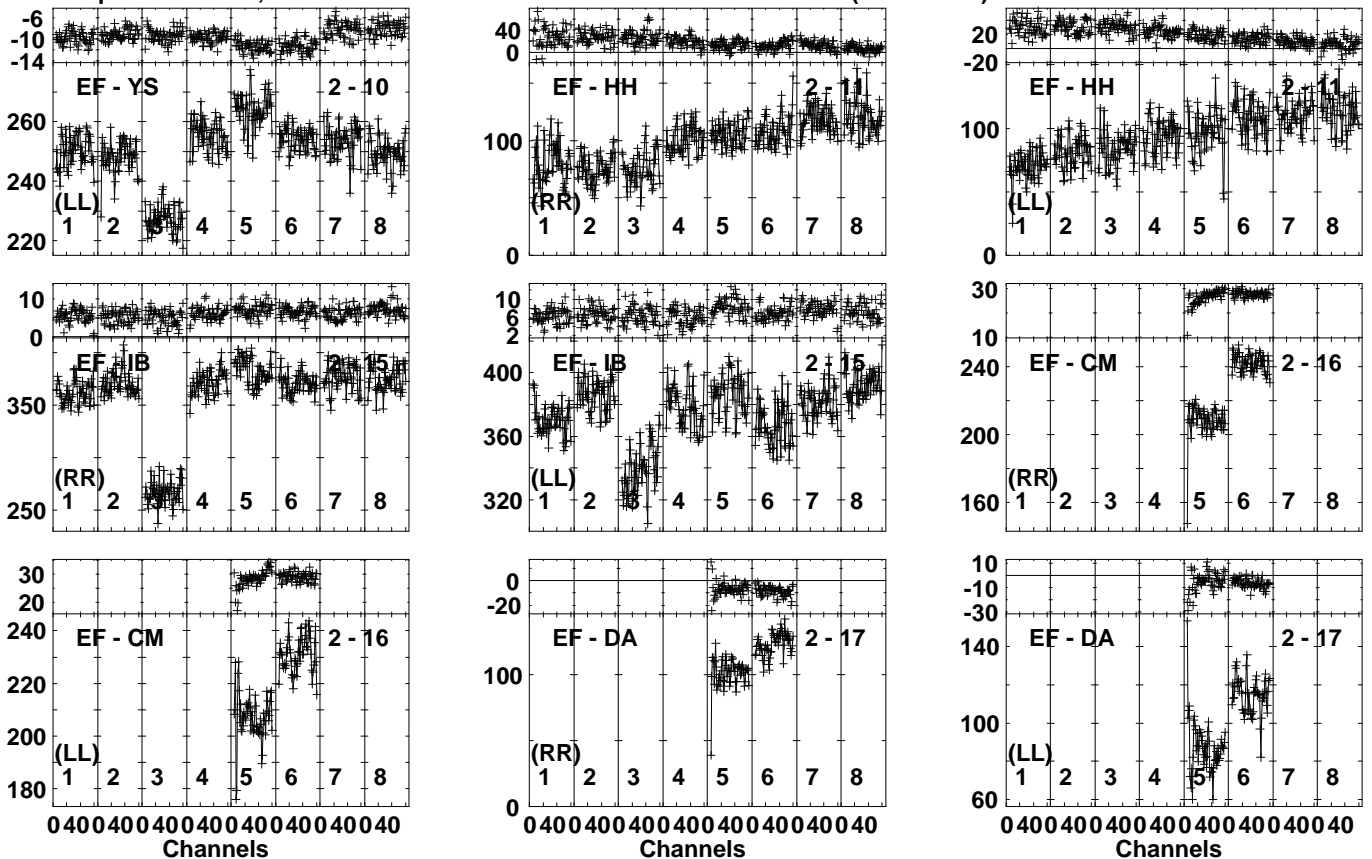 -6
-10
-14
EF - YS 2 - 10
260
240
220
(LL)
1 2 3 4 5 6 7 8
40
0
EF - HH 2 - 11
100
0
(RR)
1 2 3 4 5 6 7 8
20
-20
EF - HH 2 - 11
100
0
(LL)
1 2 3 4 5 6 7 8
10
0
EF - IB 2 - 15
350
250
(RR)
1 2 3 4 5 6 7 8
10
6
2
EF - IB 2 - 15
400
360
320
(LL)
1 2 3 4 5 6 7 8
30
10
EF - CM 2 - 16
240
200
160
(RR)
1 2 3 4 5 6 7 8
30
20
EF - CM 2 - 16
240
220
200
180
(LL)
1 2 3 4 5 6 7 8
0 40 0 40 0 40 0 40 0 40 0 40 0 40 0 40
Channels
0
-20
EF - DA 2 - 17
100
0
(RR)
1 2 3 4 5 6 7 8
0 40 0 40 0 40 0 40 0 40 0 40 0 40 0 40
Channels
10
-10
-30
EF - DA 2 - 17
140
100
60
(LL)
1 2 3 4 5 6 7 8
0 40 0 40 0 40 0 40 0 40 0 40 0 40 0 40
Channels